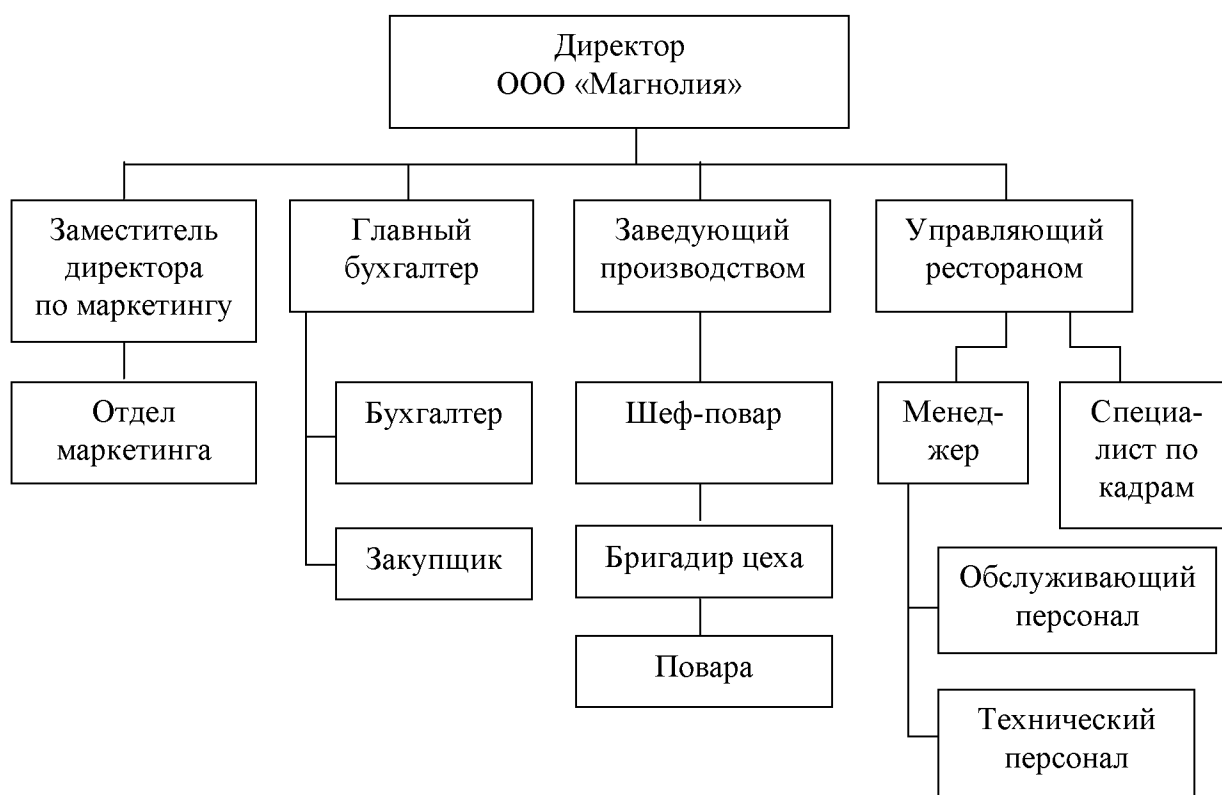 Директор
ООО «Магнолия»
Заместитель
директора
по маркетингу
Главный
бухгалтер
Заведующий
производством
Управляющий
рестораном
Отдел
маркетинга
Бухгалтер
Шеф-повар
Менед-
жер
Специа-
лист по
кадрам
Закупщик
Бригадир цеха
Обслуживающий
персонал
Повара
Технический
персонал